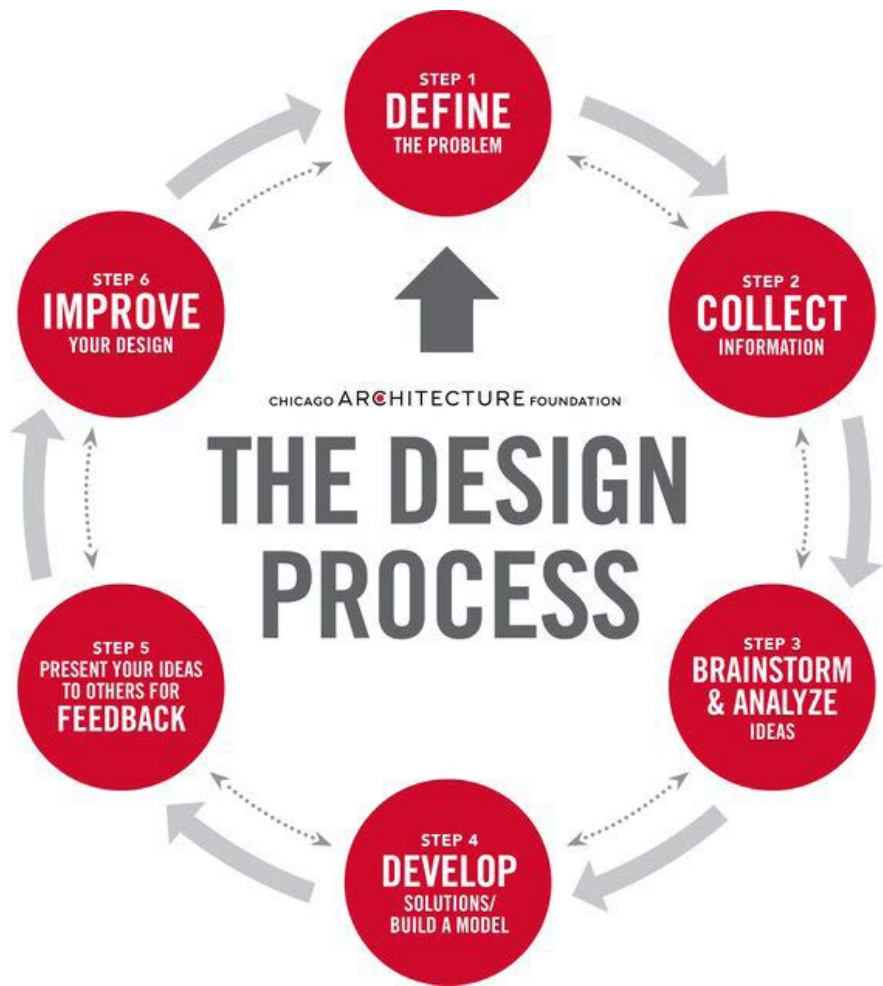 STEP 1
DEFINE
THE PROBLEM
STEP 2
COLLECT
INFORMATION
STEP 3
BRAINSTORM
& ANALYZE
IDEAS
STEP 4
DEVELOP
SOLUTIONS/
BUILD A MODEL
STEP 5
PRESENT YOUR IDEAS
TO OTHERS FOR
FEEDBACK
STEP 6
IMPROVE
YOUR DESIGN
CHICAGO ARCHITECTURE FOUNDATION
THE DESIGN
PROCESS